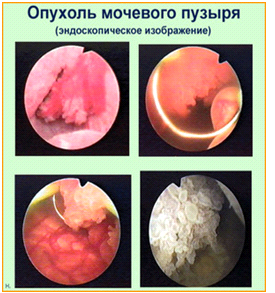 Опухоль мочевого пузыря
(эндоскопическое изображение)
н.